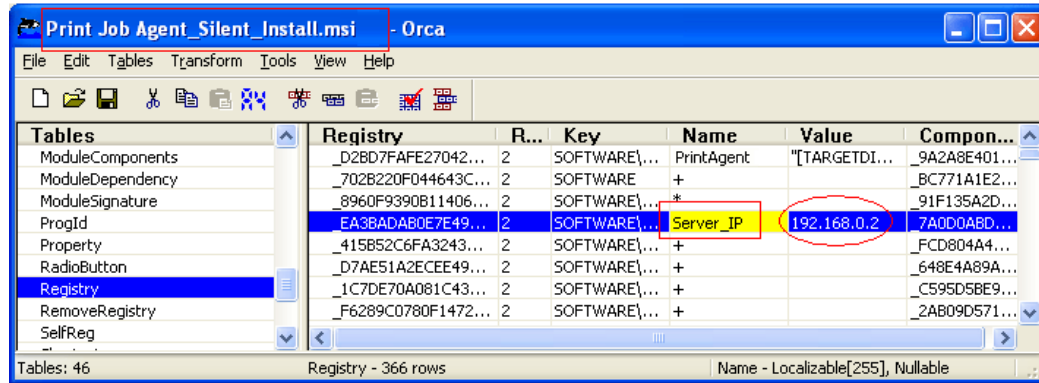 Print Job Agent_Silent_Install.msi - Orca
File Edit Tables Transform Tools View Help
Tables
ModuleComponents
ModuleDependency
ModuleSignature
ProgId
Property
RadioButton
Registry
RemoveRegistry
SelfReg
Registry R... Key Name Value Compon...
_D2BD7FAFE27042... 2 SOFTWARE\... PrintAgent "[TARGETDI... _9A2A8E401...
_702B220F044643C... 2 SOFTWARE + _BC771A1E2...
_8960F9390B11406... 2 SOFTWARE\... * _91F135A2D...
_EA3BADAB0E7E49... 2 SOFTWARE\... Server_IP 192.168.0.2 _7A0D0ABD...
_415B52C6FA3243... 2 SOFTWARE\... + _FCD804A4...
_D7AE51A2ECEE49... 2 SOFTWARE\... + _648E4A89A...
_1C7DE70A081C43... 2 SOFTWARE\... + _C595D5BE9...
_F6289C0780F1472... 2 SOFTWARE\... + _2AB09D571...
Tables: 46 Registry - 366 rows Name - Localizable[255], Nullable